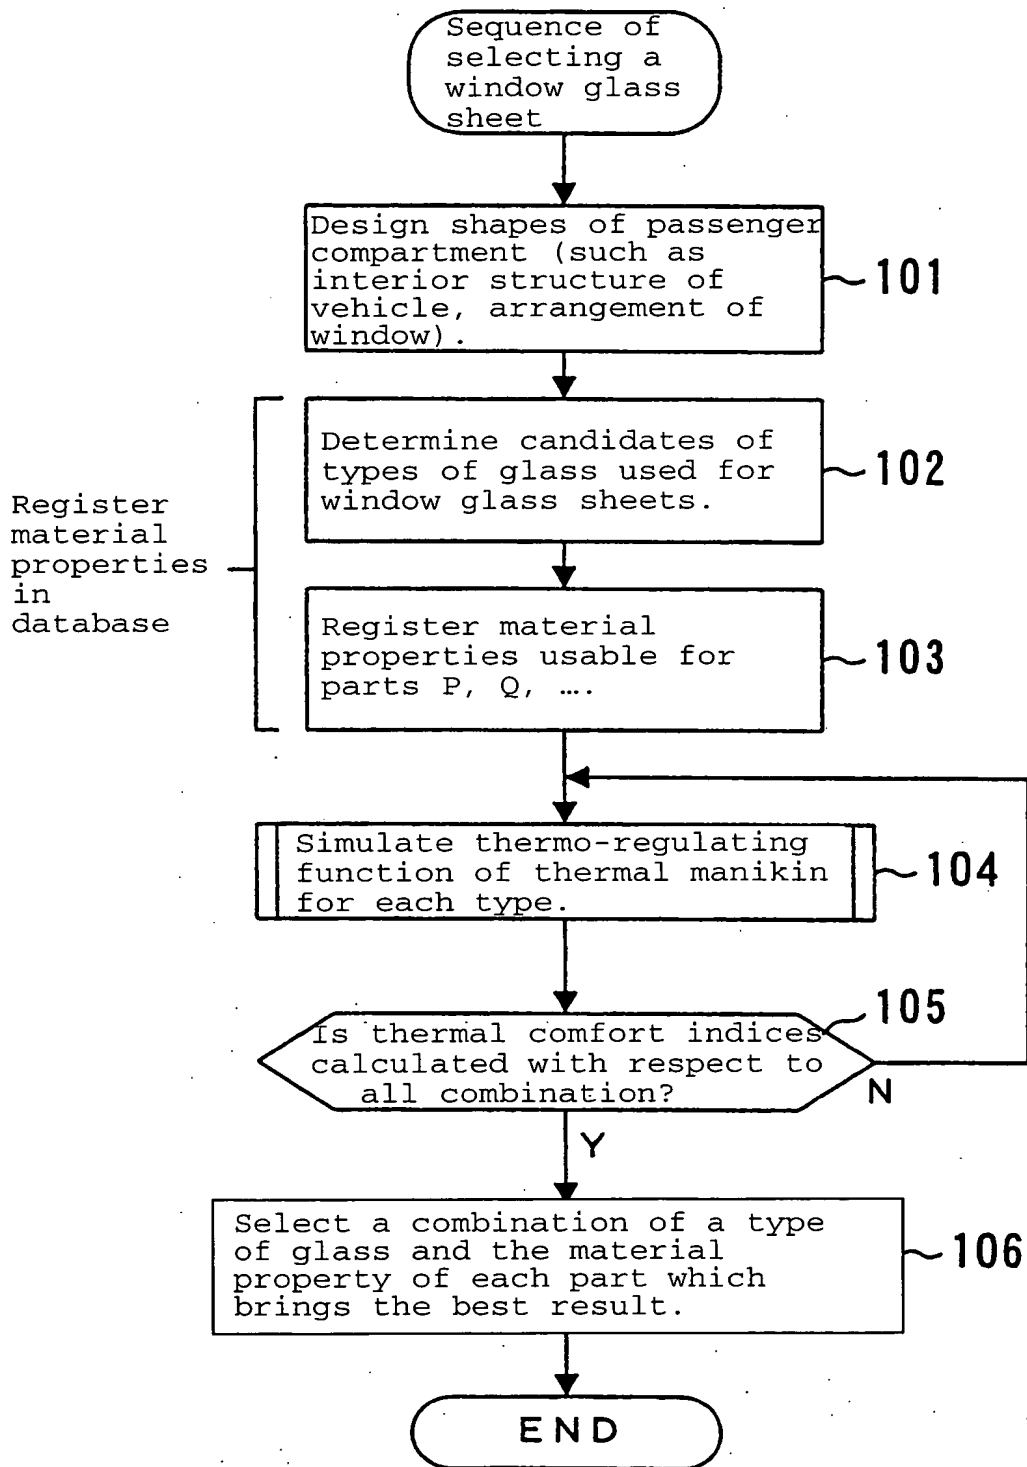 Sequence of
selecting a
window glass
sheet
Design shapes of passenger
compartment (such as
interior structure of
vehicle, arrangement of
window).
101
Determine candidates of
types of glass used for
window glass sheets.
102
Register
material
properties
in
database
Register material
properties usable for
parts P, Q, ....
103
Simulate thermo-regulating
function of thermal manikin
for each type.
104
105
Is thermal comfort indices
calculated with respect to
all combination?
N
Y
Select a combination of a type
of glass and the material
property of each part which
brings the best result.
106
END